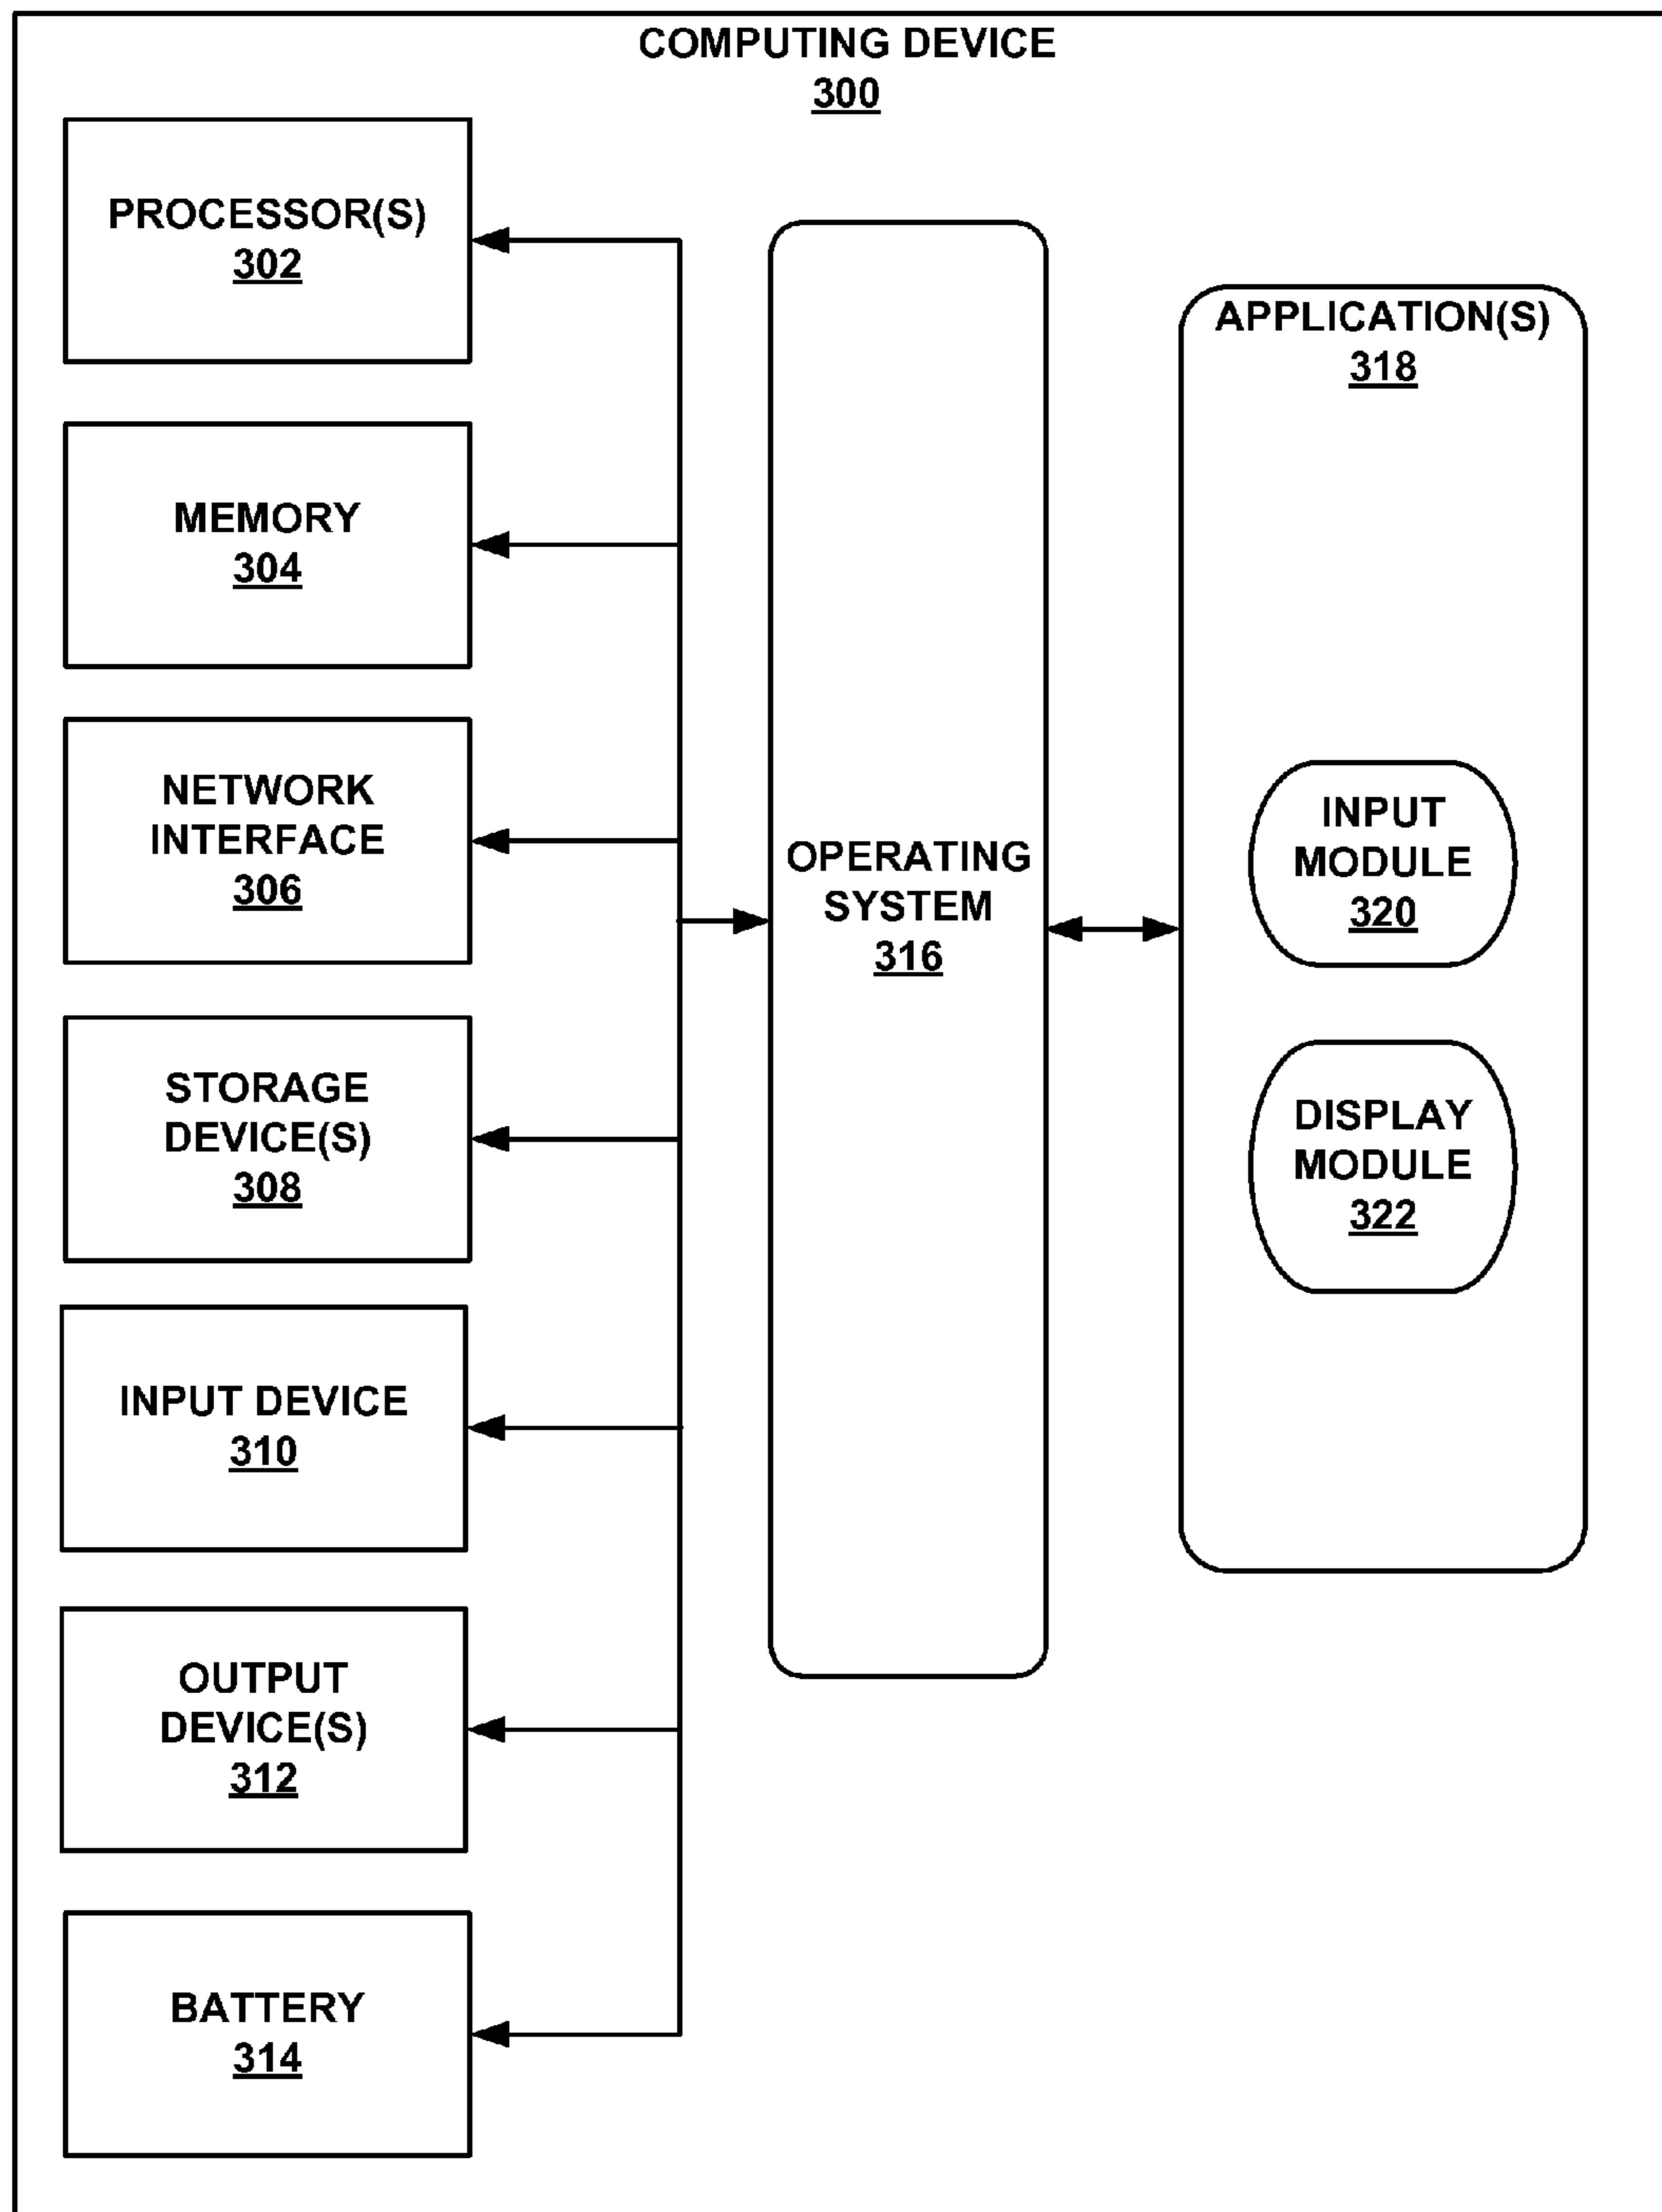 COMPUTING DEVICE
300
PROCESSOR(S)
302
MEMORY
304
NETWORK
INTERFACE
306
STORAGE
DEVICE(S)
308
INPUT DEVICE
310
OUTPUT
DEVICE(S)
312
BATTERY
314
OPERATING
SYSTEM
316
APPLICATION(S)
318
INPUT
MODULE
320
DISPLAY
MODULE
322